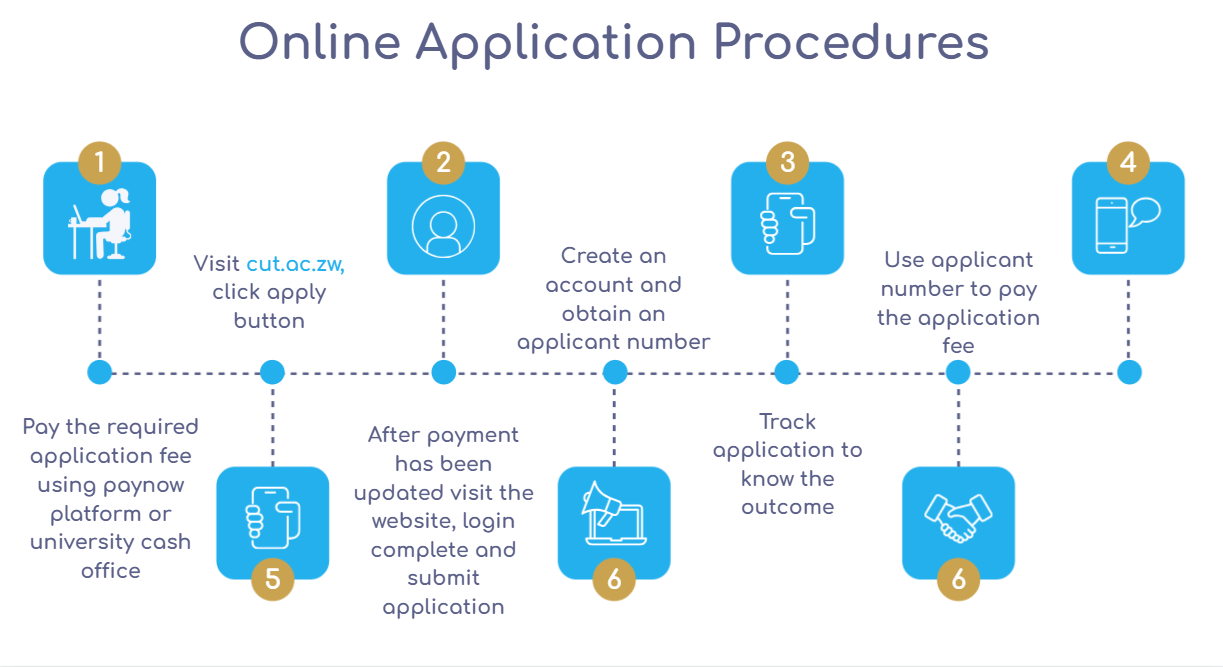 Online Application Procedures
1
2
3
4
Visit cut.ac.zw,
click apply
button
Create an
account and
obtain an
applicant number
Use applicant
number to pay
the application
fee
Pay the required
application fee
using paynow
platform or
university cash
office
After payment
has been
updated visit the
website, login
complete and
submit
application
Track
application to
know the
outcome
5
6
6